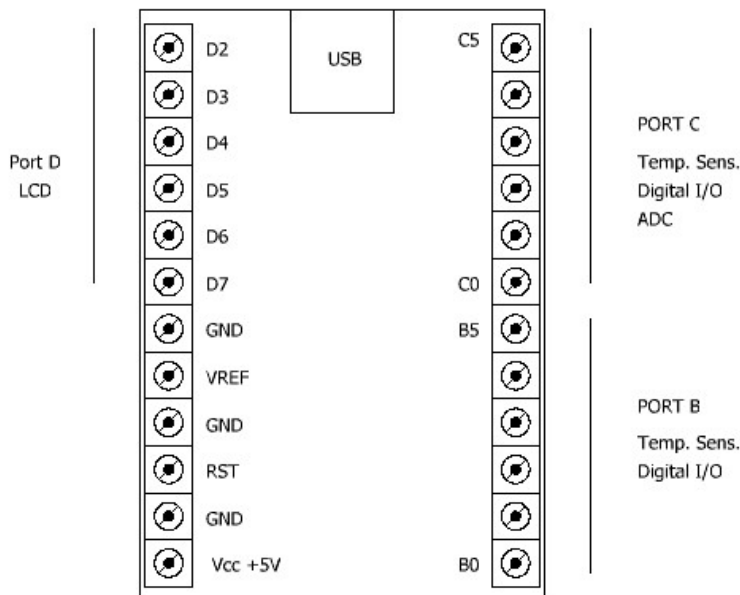 D2
USB
C5
D3
D4
Port D
LCD
D5
D6
D7
C0
PORT C
Temp. Sens.
Digital I/O
ADC
GND
B5
VREF
GND
RST
GND
Vcc +5V
B0
PORT B
Temp. Sens.
Digital I/O